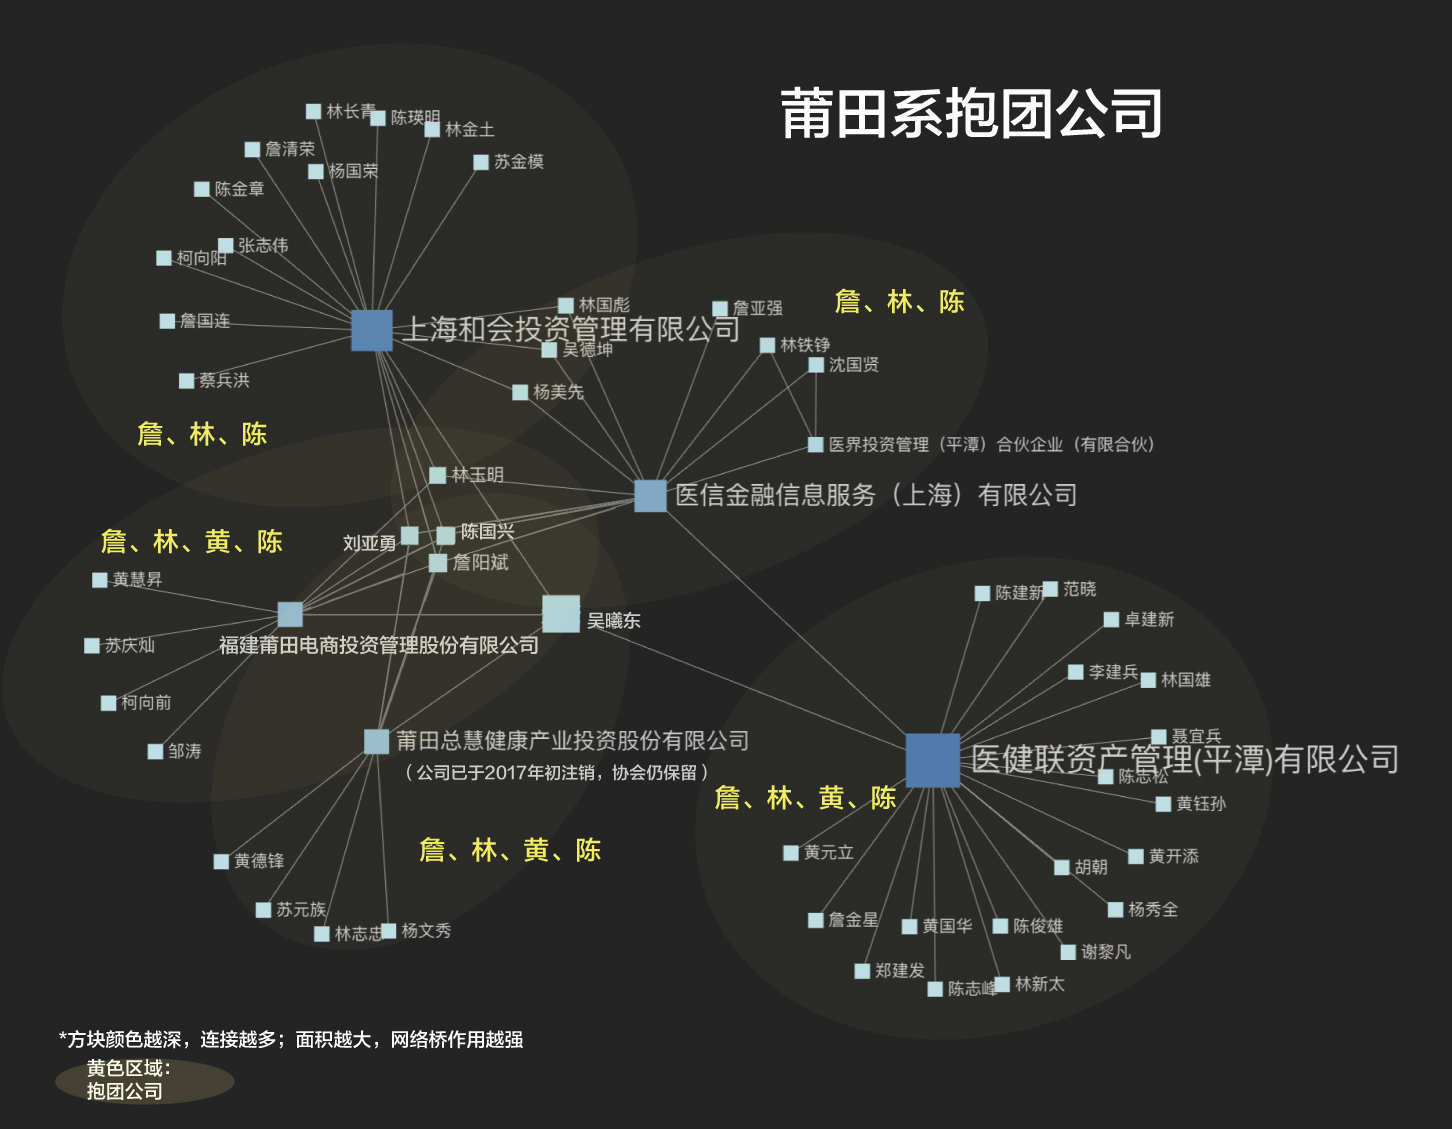 莆田系抱团公司
林长青
陈瑛明
林金土
詹清荣
杨国荣
苏金模
陈金章
张志伟
柯向阳
詹国连
蔡兵洪
上海和会投资管理有限公司
詹、林、陈
林国彪
吴德坤
杨美先
詹亚强
林铁铮
沈国贤
詹、林、陈
医界投资管理（平潭）合伙企业（有限合伙）
医信金融信息服务（上海）有限公司
林玉明
刘亚勇
陈国兴
詹阳斌
吴曦东
詹、林、黄、陈
黄慧昇
苏庆灿
柯向前
邹涛
福建莆田电商投资管理股份有限公司
莆田总慧健康产业投资股份有限公司
（公司已于2017年初注销，协会仍保留）
詹、林、黄、陈
黄德锋
苏元族
林志忠
杨文秀
陈建新
范晓
卓建新
李建兵
林国雄
聂宜兵
医健联资产管理(平潭)有限公司
陈志松
黄钰孙
詹、林、黄、陈
黄元立
黄开添
胡朝
杨秀全
詹金星
黄国华
陈俊雄
谢黎凡
郑建发
陈志峰
林新太
*方块颜色越深，连接越多；面积越大，网络桥作用越强
黄色区域：
抱团公司